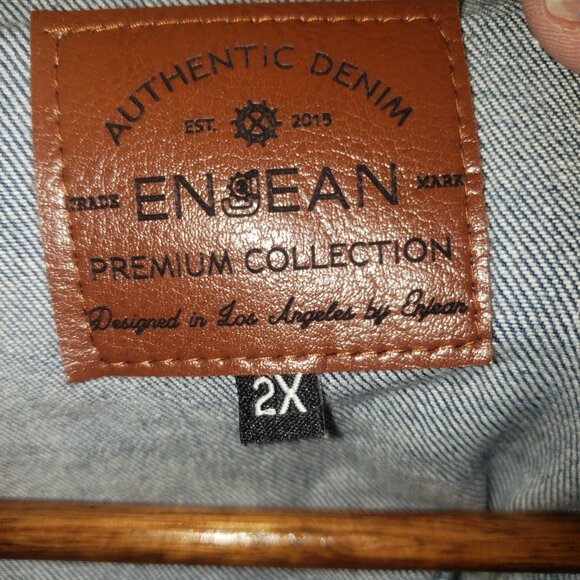 AUTHENTIC DENIM
EST. 2015
TRADE ENJEAN MARK
PREMIUM COLLECTION
Designed in Los Angeles by Enjean
2X